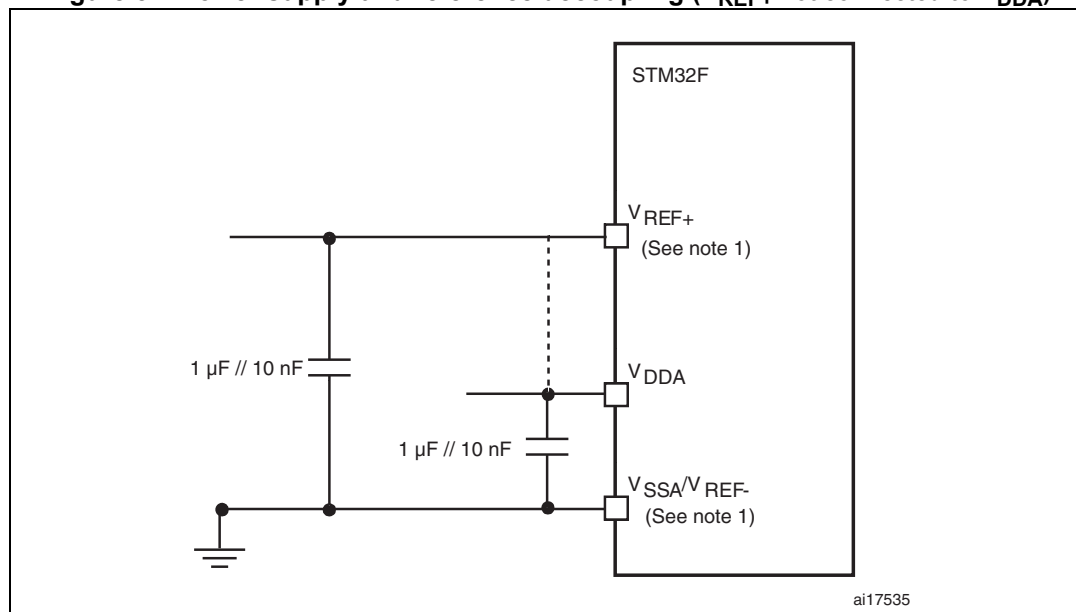 STM32F
VREF+
(See note 1)
1 µF // 10 nF
VDDA
1 µF // 10 nF
VSSA/VREF-
(See note 1)
ai17535